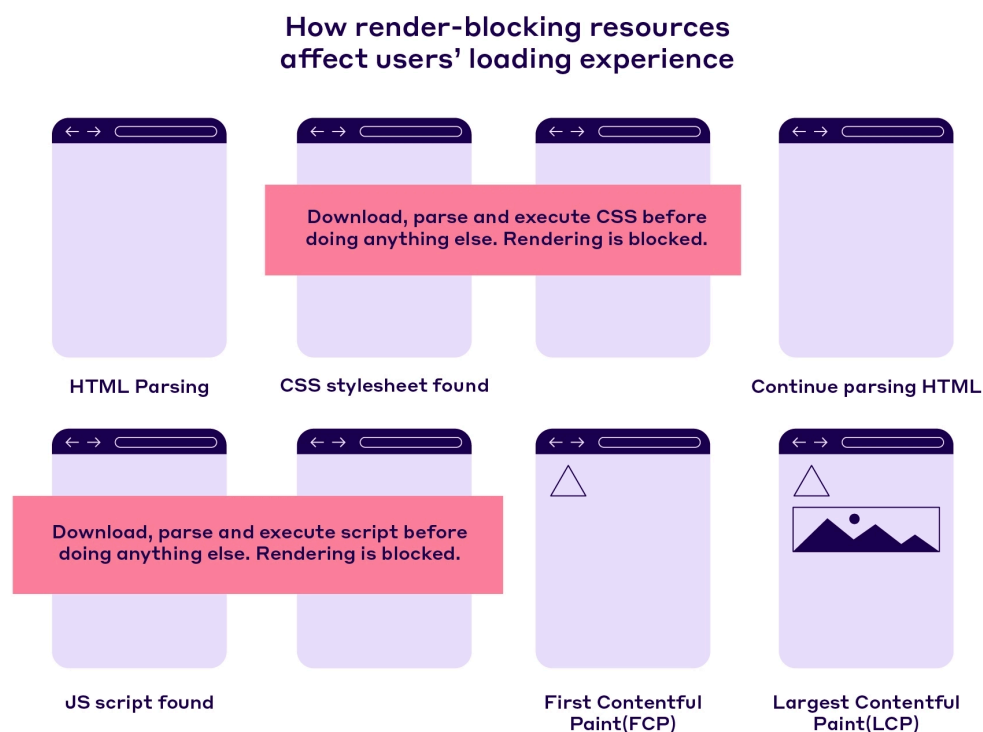 How render-blocking resources
affect users’ loading experience
Download, parse and execute CSS before
doing anything else. Rendering is blocked.
HTML Parsing
CSS stylesheet found
Continue parsing HTML
Download, parse and execute script before
doing anything else. Rendering is blocked.
JS script found
First Contentful
Paint(FCP)
Largest Contentful
Paint(LCP)